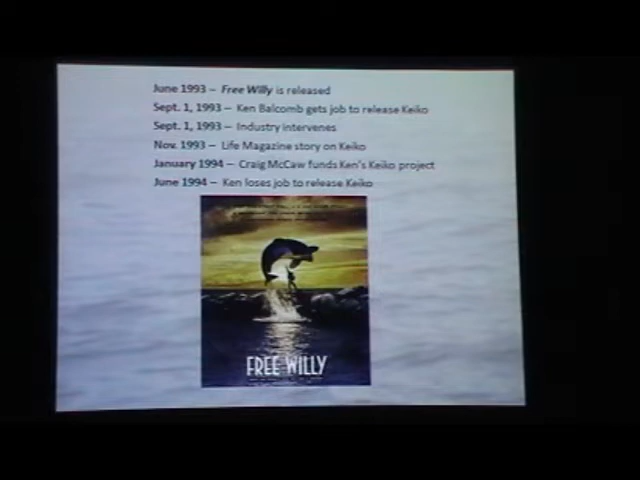 June 1993 – Free Willy is released
Sept. 1, 1993 – Ken Balcomb gets job to release Keiko
Sept. 1, 1993 – Industry intervenes
Nov. 1993 – Life Magazine story on Keiko
January 1994 – Craig McCaw funds Ken's Keiko project
June 1994 – Ken loses job to release Keiko
FREE WILLY